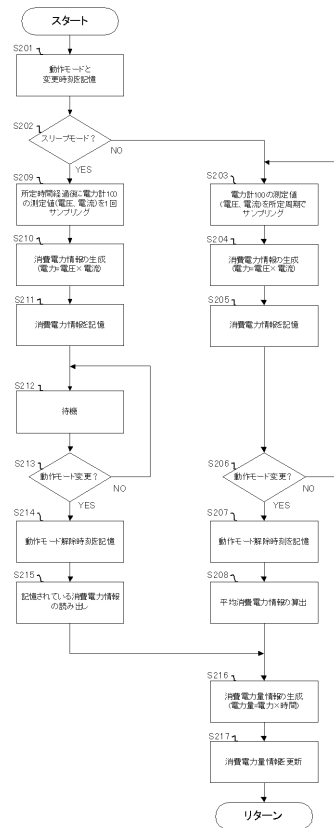 スタート
S201
動作モードと
変更時刻を記憶
S202
スリープモード？
NO
YES
S209
所定時間経過後に電力計100
の測定値(電圧、電流)を1回
サンプリング
S210
消費電力情報の生成
(電力=電圧×電流)
S211
消費電力情報を記憶
S212
待機
S213
動作モード変更？
NO
YES
S214
動作モード解除時刻を記憶
S215
記憶されている消費電力情報
の読み出し
S203
電力計100の測定値
(電圧、電流)を所定周期で
サンプリング
S204
消費電力情報の生成
(電力=電圧×電流)
S205
消費電力情報を記憶
S206
動作モード変更？
NO
YES
S207
動作モード解除時刻を記憶
S208
平均消費電力情報の算出
S216
消費電力量情報の生成
(電力量=電力×時間)
S217
消費電力量情報を更新
リターン